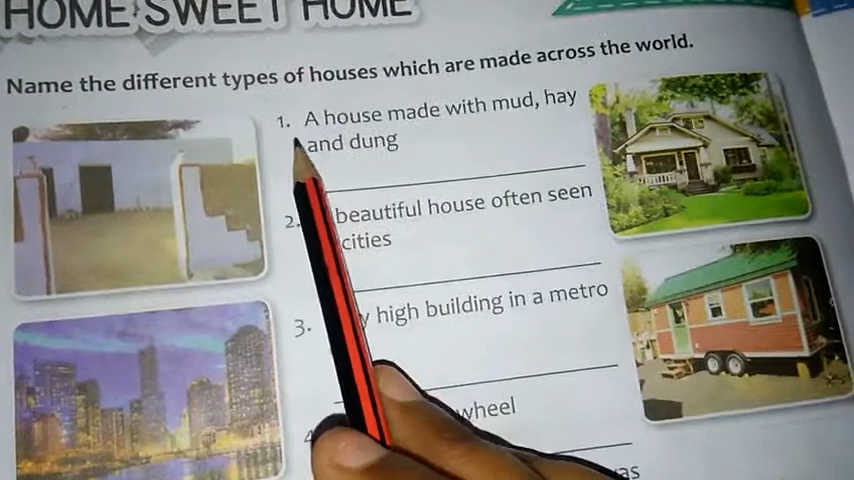 HOME SWEET HOME
Name the different types of houses which are made across the world.
1. A house made with mud, hay
and dung
2. beautiful house often seen
cities
3. high building in a metro
wheel